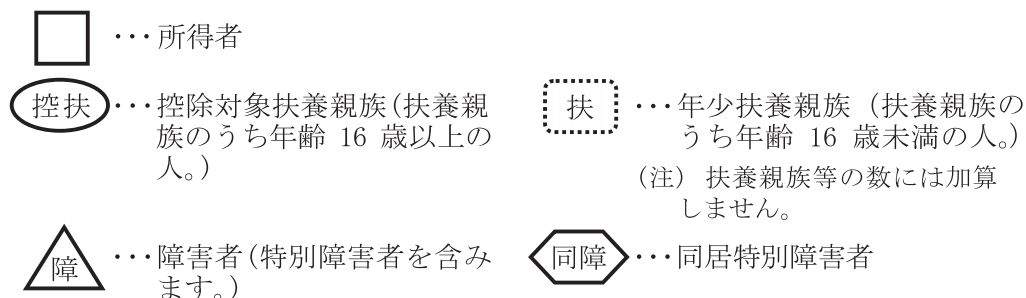 …所得者
控扶…控除対象扶養親族(扶養親
族のうち年齢 16 歳以上の
人。)
扶…年少扶養親族 (扶養親族の
うち年齢 16 歳未満の人。)
(注) 扶養親族等の数には加算
しません。
障…障害者(特別障害者を含み
ます。)
同障…同居特別障害者